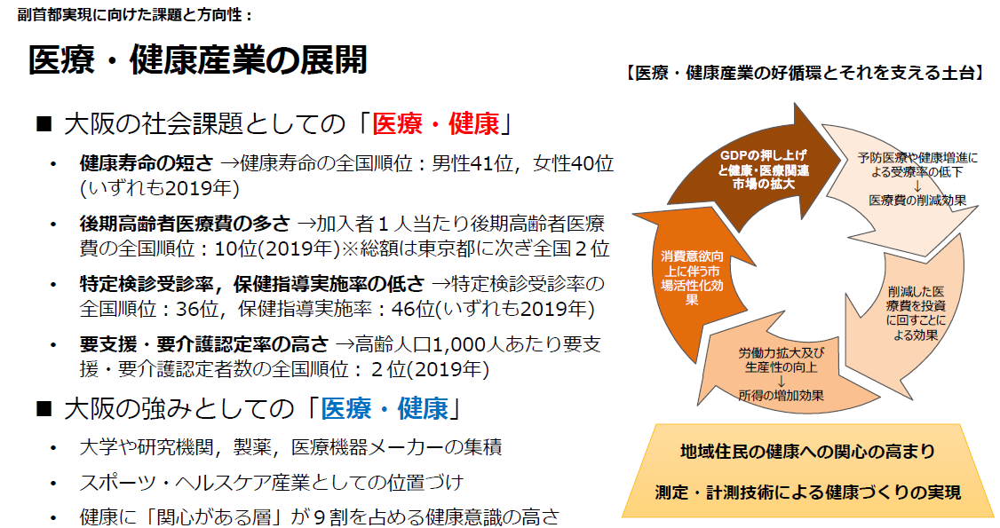 副首都実現に向けた課題と方向性：
医療・健康産業の展開
■ 大阪の社会課題としての「医療・健康」
• 健康寿命の短さ →健康寿命の全国順位：男性41位，女性40位
(いずれも2019年)
• 後期高齢者医療費の多さ →加入者１人当たり後期高齢者医療
費の全国順位：10位(2019年)※総額は東京都に次ぎ全国２位
• 特定検診受診率，保健指導実施率の低さ →特定検診受診率の
全国順位：36位，保健指導実施率：46位(いずれも2019年)
• 要支援・要介護認定率の高さ →高齢人口1,000人あたり要支
援・要介護認定者数の全国順位：２位(2019年)
■ 大阪の強みとしての「医療・健康」
• 大学や研究機関，製薬，医療機器メーカーの集積
• スポーツ・ヘルスケア産業としての位置づけ
• 健康に「関心がある層」が９割を占める健康意識の高さ
【医療・健康産業の好循環とそれを支える土台】
GDPの押し上げ
と健康・医療関連
市場の拡大
予防医療や健康増進に
よる受療率の低下
↓
医療費の削減効果
削減した医
療費を投資
に回すことに
よる効果
労働力拡大及び
生産性の向上
↓
所得の増加効果
消費意欲向
上に伴う市
場活性化効
果
地域住民の健康への関心の高まり
測定・計測技術による健康づくりの実現